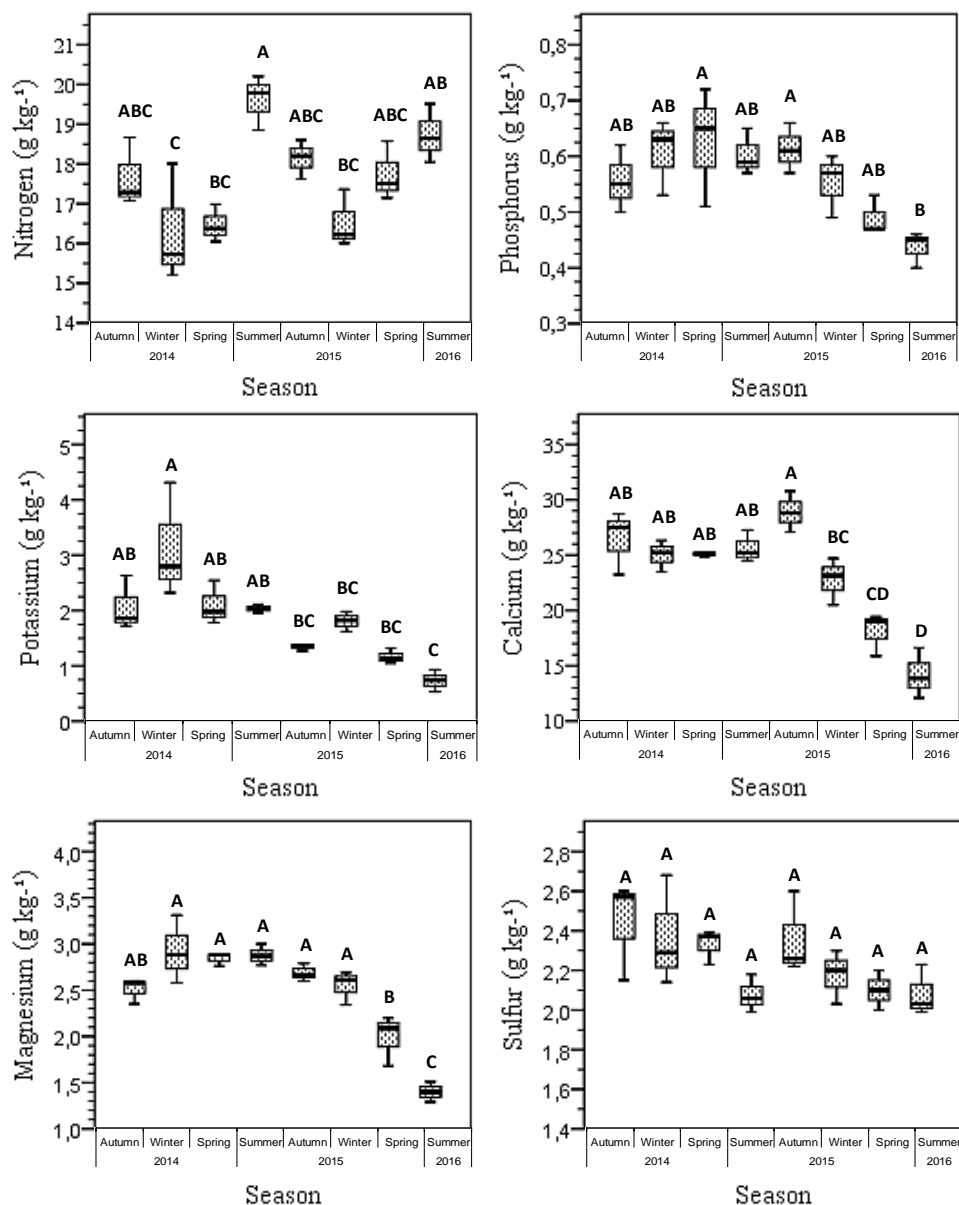 Nitrogen (g kg-¹)
21
20
19
18
17
16
15
14
ABC
C
BC
A
ABC
BC
ABC
AB
Autumn Winter Spring Summer Autumn Winter Spring Summer
2014 2015 2016
Season
Phosphorus (g kg-¹)
0,8
0,7
0,6
0,5
0,4
0,3
AB
AB
A
AB
A
AB
AB
B
Autumn Winter Spring Summer Autumn Winter Spring Summer
2014 2015 2016
Season
Potassium (g kg-¹)
5
4
3
2
1
0
AB
A
AB
AB
BC
BC
BC
C
Autumn Winter Spring Summer Autumn Winter Spring Summer
2014 2015 2016
Season
Calcium (g kg-¹)
35
30
25
20
15
10
AB
AB
AB
AB
A
BC
CD
D
Autumn Winter Spring Summer Autumn Winter Spring Summer
2014 2015 2016
Season
Magnesium (g kg-¹)
4,0
3,5
3,0
2,5
2,0
1,5
1,0
AB
A
A
A
A
A
B
C
Autumn Winter Spring Summer Autumn Winter Spring Summer
2014 2015 2016
Season
Sulfur (g kg-¹)
2,8
2,6
2,4
2,2
2,0
1,8
1,6
1,4
A
A
A
A
A
A
A
A
Autumn Winter Spring Summer Autumn Winter Spring Summer
2014 2015 2016
Season